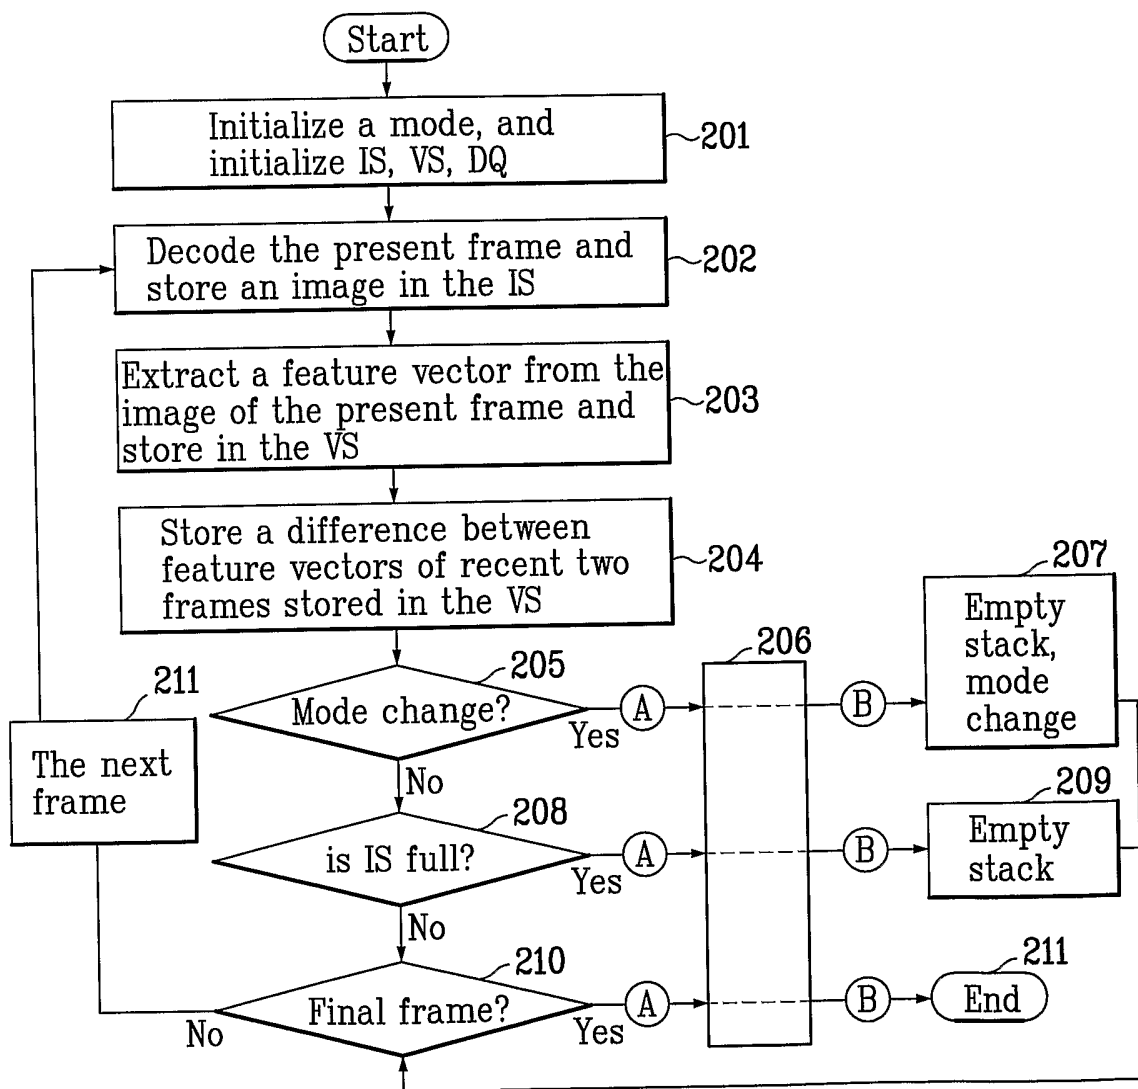 Start
Initialize a mode, and
initialize IS, VS, DQ
201
Decode the present frame and
store an image in the IS
202
Extract a feature vector from the
image of the present frame and
store in the VS
203
Store a difference between
feature vectors of recent two
frames stored in the VS
204
205
Mode change?
Yes
A
206
B
207
Empty
stack,
mode
change
211
The next
frame
No
208
is IS full?
Yes
A
B
209
Empty
stack
No
210
Final frame?
No
Yes
A
B
211
End